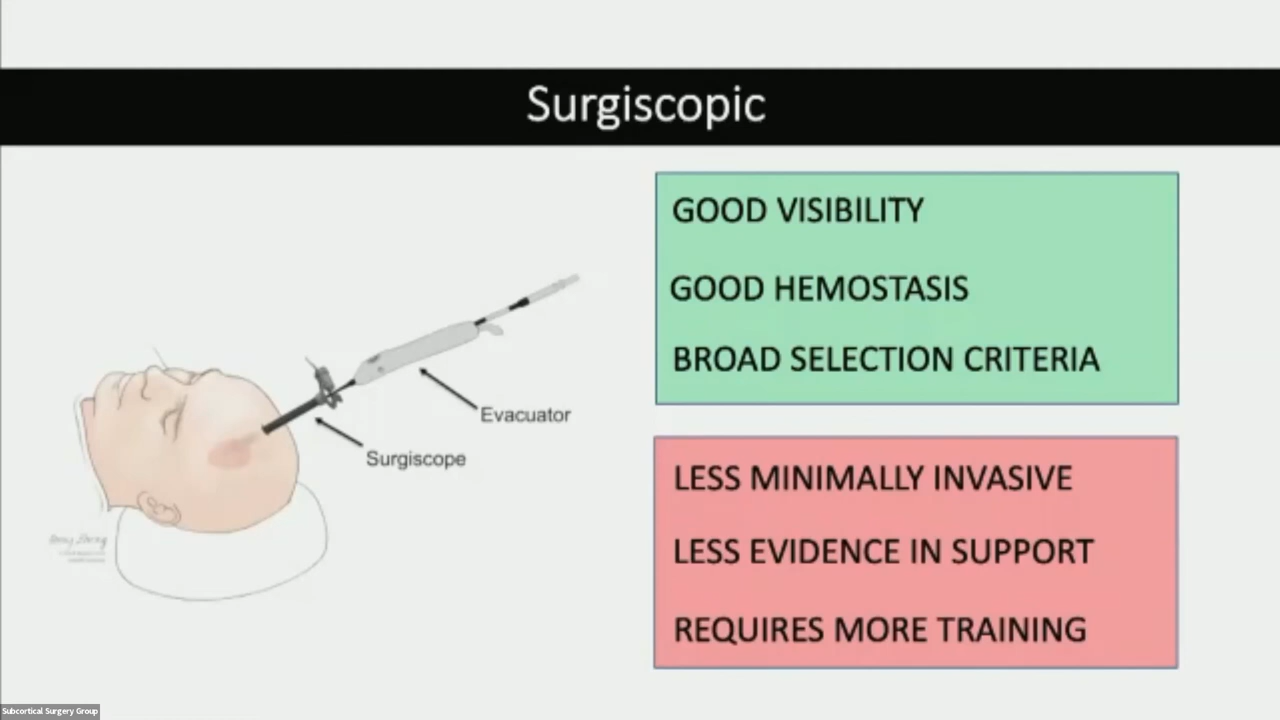 Surgiscopic
GOOD VISIBILITY
GOOD HEMOSTASIS
BROAD SELECTION CRITERIA
Evacuator
Surgiscope
LESS MINIMALLY INVASIVE
LESS EVIDENCE IN SUPPORT
REQUIRES MORE TRAINING
Subcortical Surgery Group